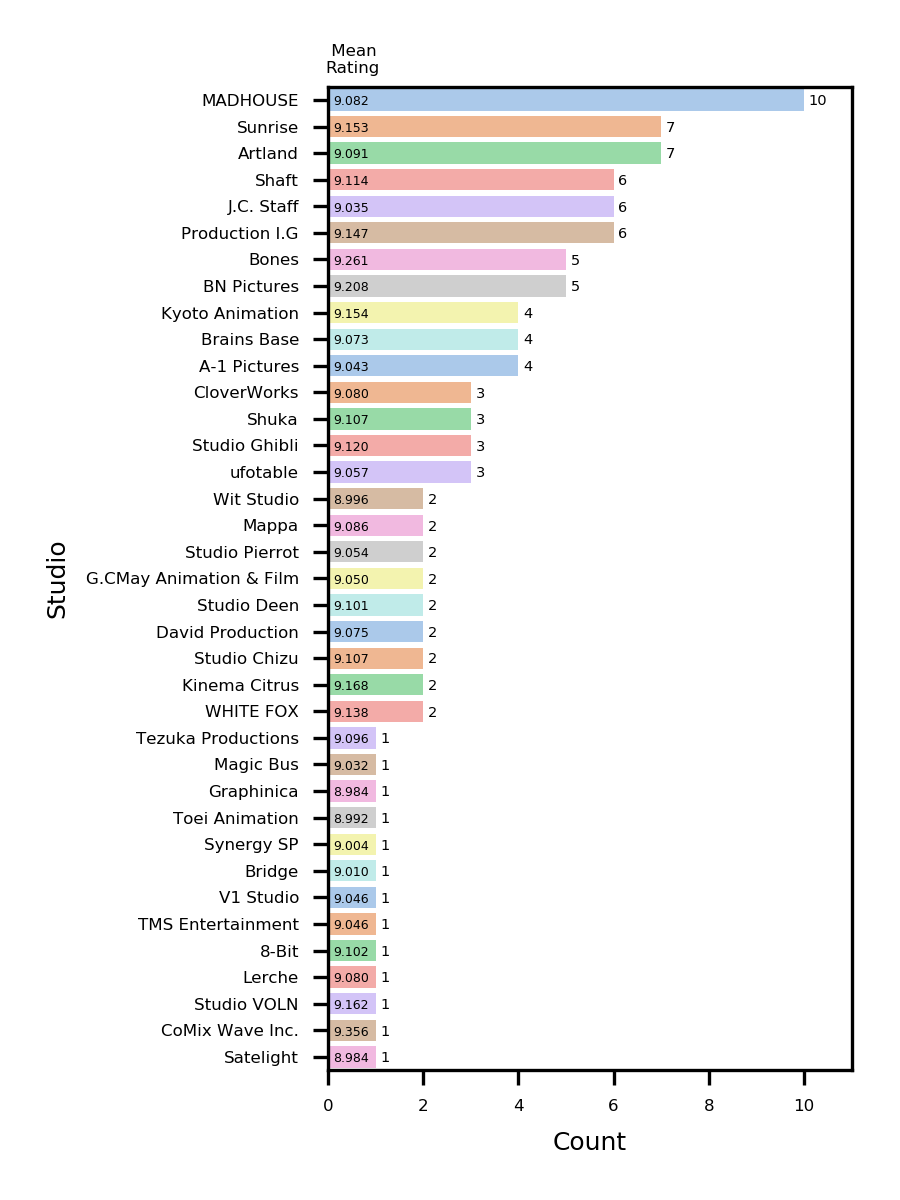 Mean
Rating
MADHOUSE 9.082 10
Sunrise 9.153 7
Artland 9.091 7
Shaft 9.114 6
J.C. Staff 9.035 6
Production I.G 9.147 6
Bones 9.261 5
BN Pictures 9.208 5
Kyoto Animation 9.154 4
Brains Base 9.073 4
A-1 Pictures 9.043 4
CloverWorks 9.080 3
Shuka 9.107 3
Studio Ghibli 9.120 3
ufotable 9.057 3
Wit Studio 8.996 2
Mappa 9.086 2
Studio Pierrot 9.054 2
G.CMay Animation & Film 9.050 2
Studio Deen 9.101 2
David Production 9.075 2
Studio Chizu 9.107 2
Kinema Citrus 9.168 2
WHITE FOX 9.138 2
Tezuka Productions 9.096 1
Magic Bus 9.032 1
Graphinica 8.984 1
Toei Animation 8.992 1
Synergy SP 9.004 1
Bridge 9.010 1
V1 Studio 9.046 1
TMS Entertainment 9.046 1
8-Bit 9.102 1
Lerche 9.080 1
Studio VOLN 9.162 1
CoMix Wave Inc. 9.356 1
Satelight 8.984 1
Studio
0 2 4 6 8 10
Count